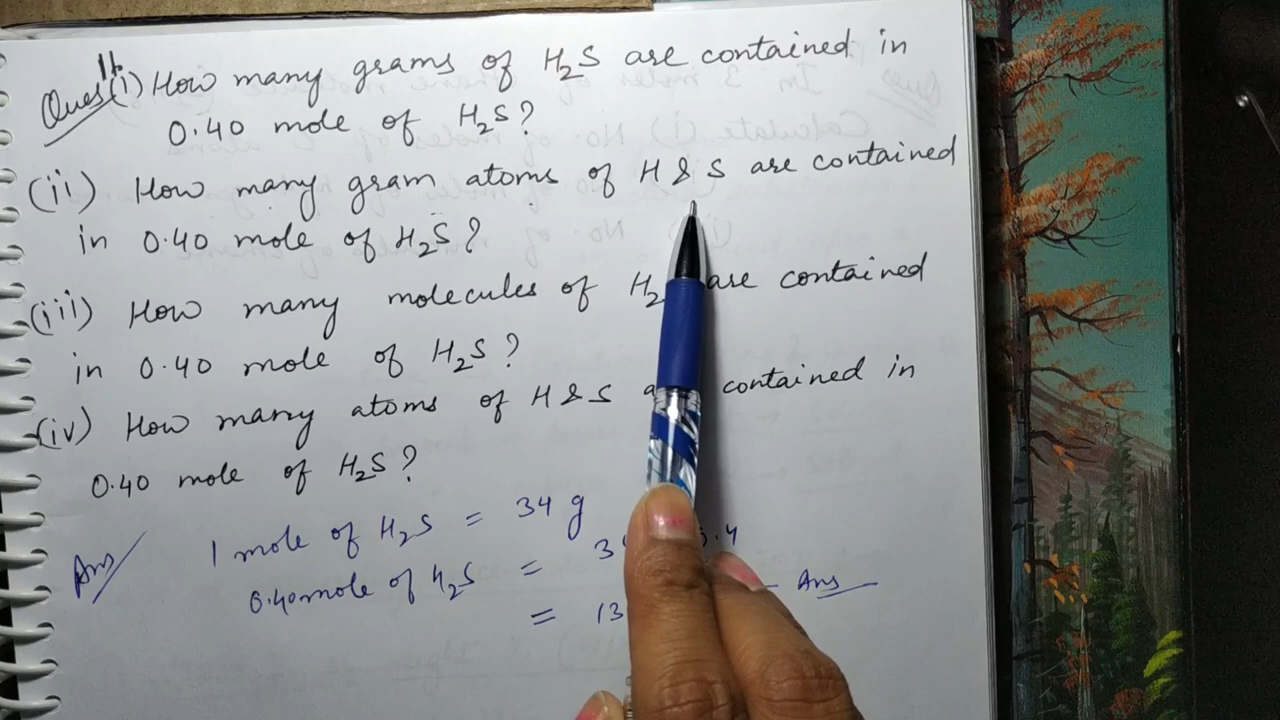 Ques 16 (i) How many grams of H₂S are contained in
0.40 mole of H₂S?
(ii) How many gram atoms of H & S are contained
in 0.40 mole of H₂S?
(iii) How many molecules of H₂ are contained
in 0.40 mole of H₂S?
(iv) How many atoms of H & S contained in
0.40 mole of H₂S?
Ans 1 mole of H₂S = 34 g
0.40 mole of H₂S =
= 13 Ans